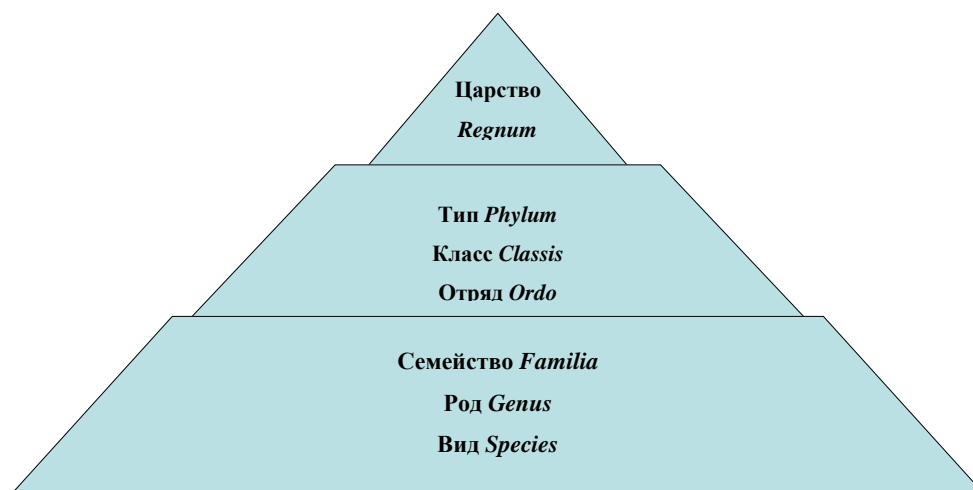 Царство
Regnum
Тип Phylum
Класс Classis
Отряд Ordo
Семейство Familia
Род Genus
Вид Species